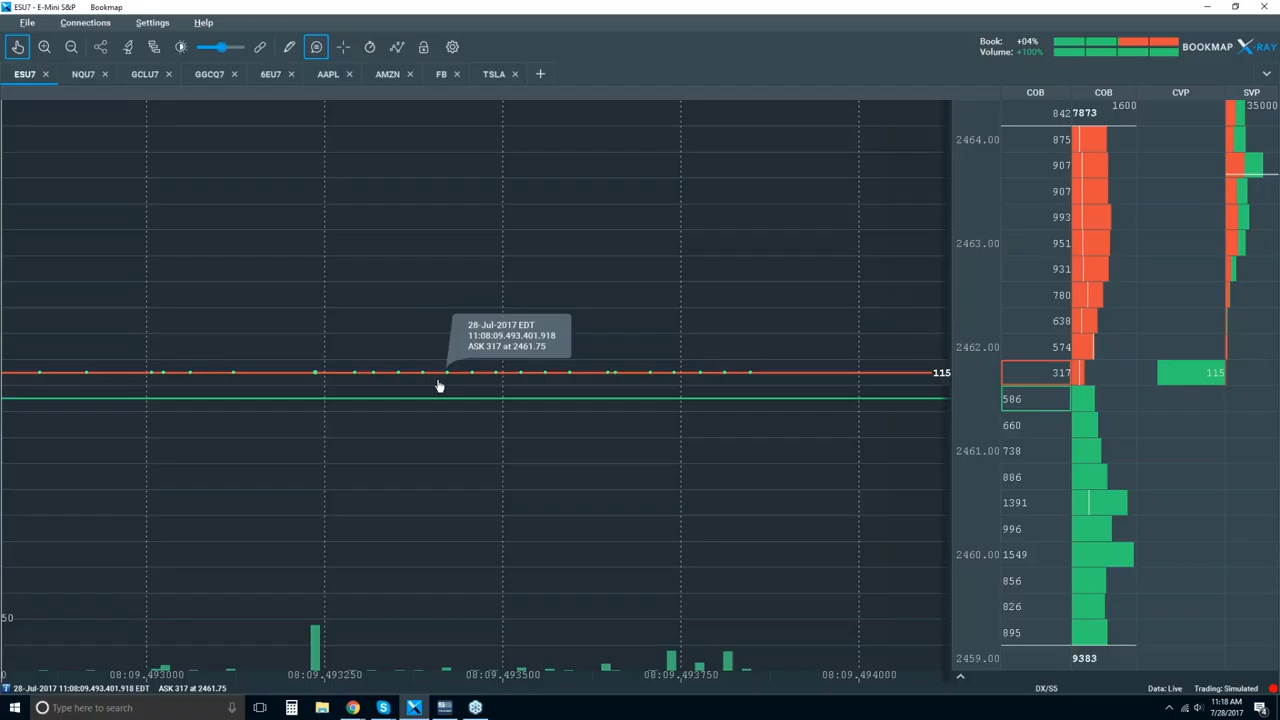 ESU7 - E-Mini S&P Bookmap
File Connections Settings Help
Book: +04%
Volume: +100%
BOOKMAP X-RAY
ESU7 NQU7 GCLU7 GGCQ7 6EU7 AAPL AMZN FB TSLA
COB COB CVP SVP
1600 35000
842 7873
2464.00 875
907
907
993
2463.00 951
931
780
638
2462.00 574
28-Jul-2017 EDT
11:08:09.493.401.918
ASK 317 at 2461.75
115 317 115
586
660
2461.00 738
886
1391
996
2460.00 1549
856
50 826
895
2459.00 9383
0 08:09.493000 08:09.493250 08:09.493500 08:09.493750 08:09.494000
28-Jul-2017 11:08:09.493.401.918 EDT ASK 317 at 2461.75 DX/S5 Data: Live Trading: Simulated
Type here to search
11:18 AM
7/28/2017
4